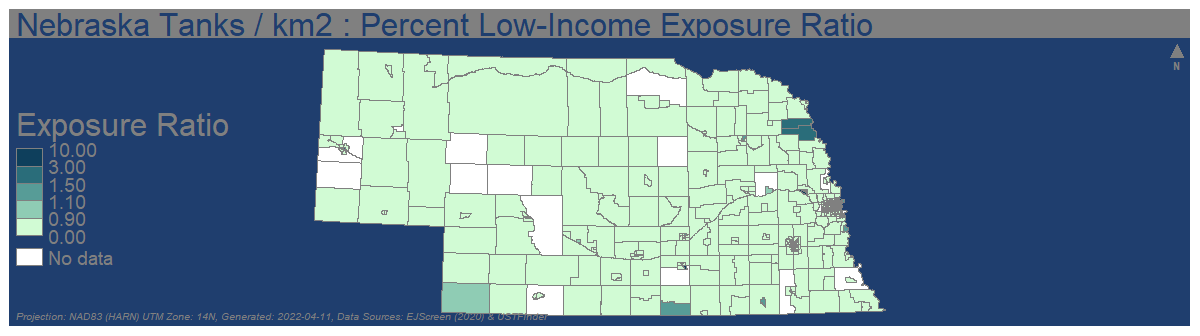 Nebraska Tanks / km2 : Percent Low-Income Exposure Ratio
N
Exposure Ratio
10.00
3.00
1.50
1.10
0.90
0.00
No data
Projection: NAD83 (HARN) UTM Zone: 14N, Generated: 2022-04-11, Data Sources: EJScreen (2020) & USTFinder